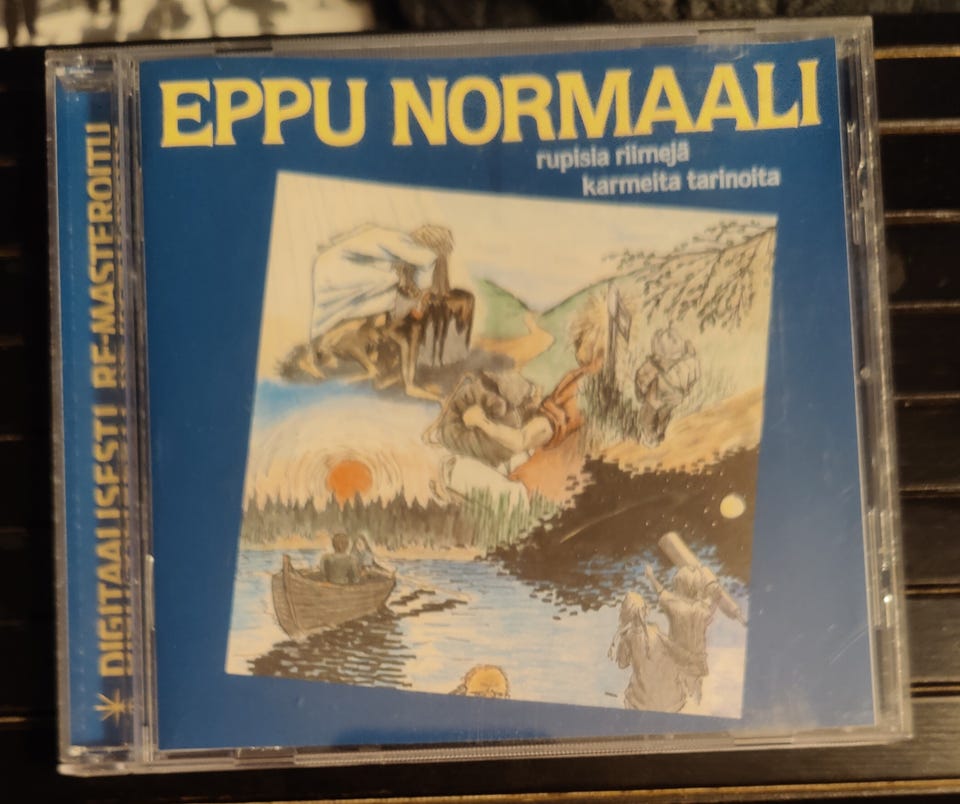 EPPU NORMAALI
rupisia riimejä
karmeita tarinoita
DIGITAALISESTI RE-MASTEROITU